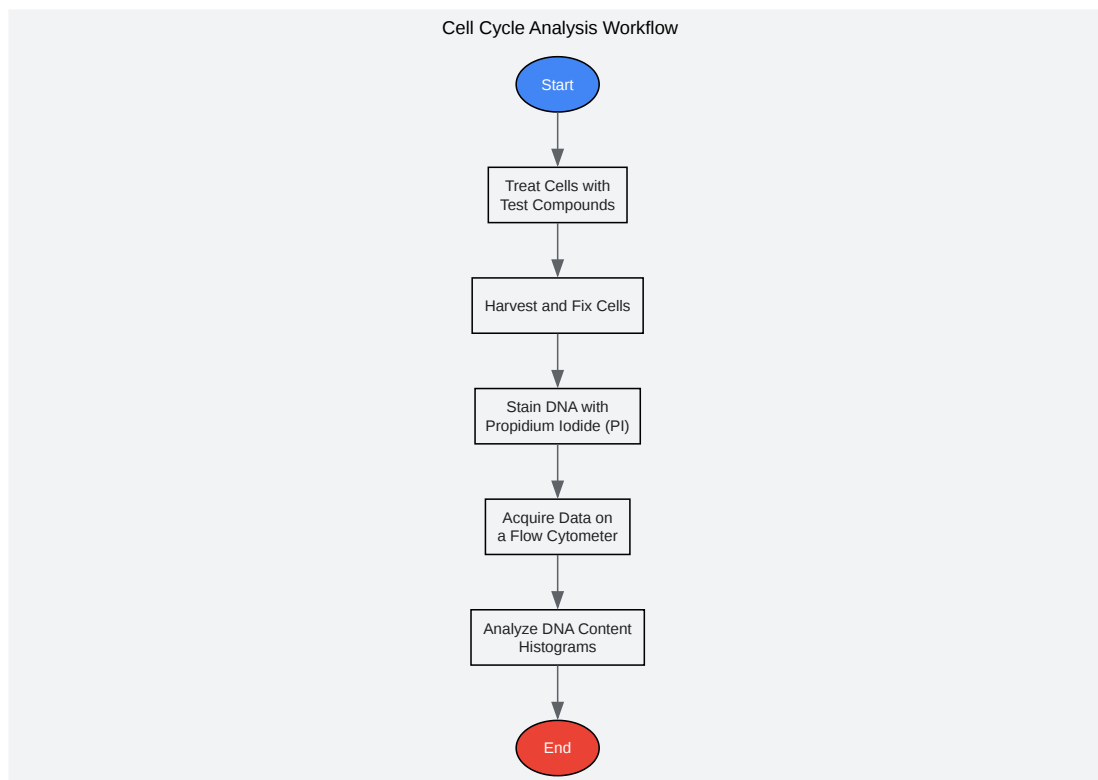 Cell Cycle Analysis Workflow
Start
Treat Cells with
Test Compounds
Harvest and Fix Cells
Stain DNA with
Propidium Iodide (PI)
Acquire Data on
a Flow Cytometer
Analyze DNA Content
Histograms
End